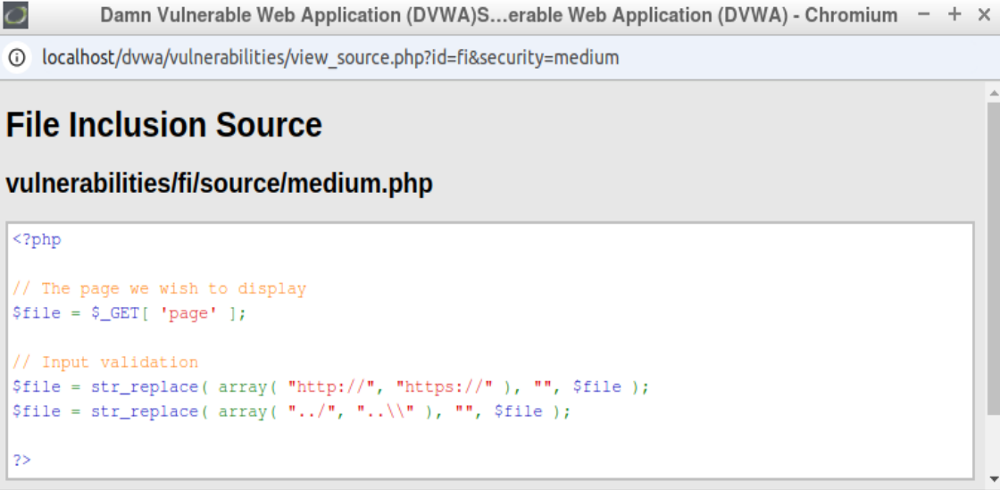 Damn Vulnerable Web Application (DVWA)S...erable Web Application (DVWA) - Chromium
localhost/dvwa/vulnerabilities/view_source.php?id=fi&security=medium
File Inclusion Source
vulnerabilities/fi/source/medium.php
<?php
// The page we wish to display
$file = $_GET[ 'page' ];
// Input validation
$file = str_replace( array( "http://", "https://" ), "", $file );
$file = str_replace( array( "../", "..\\" ), "", $file );
?>